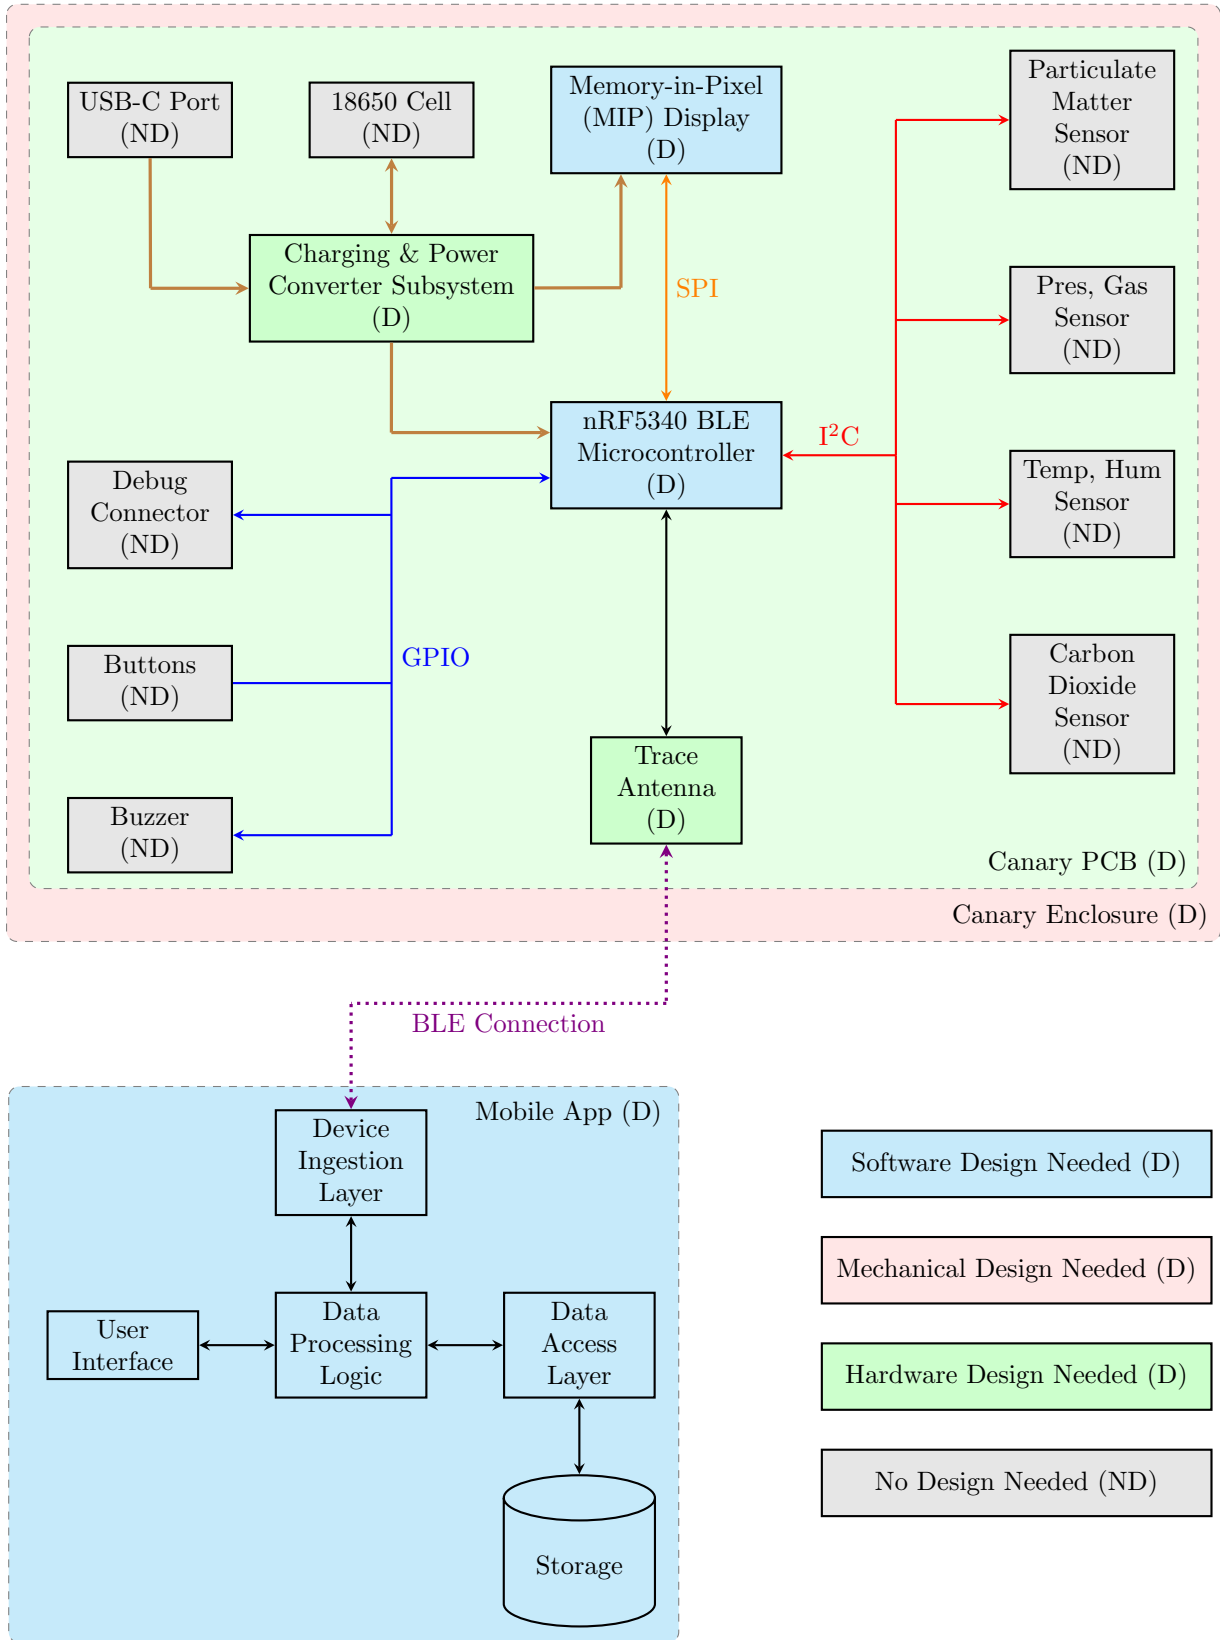 USB-C Port
(ND)
18650 Cell
(ND)
Memory-in-Pixel
(MIP) Display
(D)
Particulate
Matter
Sensor
(ND)
Charging & Power
Converter Subsystem
(D)
SPI
Pres, Gas
Sensor
(ND)
nRF5340 BLE
Microcontroller
(D)
I²C
Temp, Hum
Sensor
(ND)
Debug
Connector
(ND)
Buttons
(ND)
GPIO
Carbon
Dioxide
Sensor
(ND)
Buzzer
(ND)
Trace
Antenna
(D)
Canary PCB (D)
Canary Enclosure (D)
BLE Connection
Mobile App (D)
Device
Ingestion
Layer
User
Interface
Data
Processing
Logic
Data
Access
Layer
Storage
Software Design Needed (D)
Mechanical Design Needed (D)
Hardware Design Needed (D)
No Design Needed (ND)